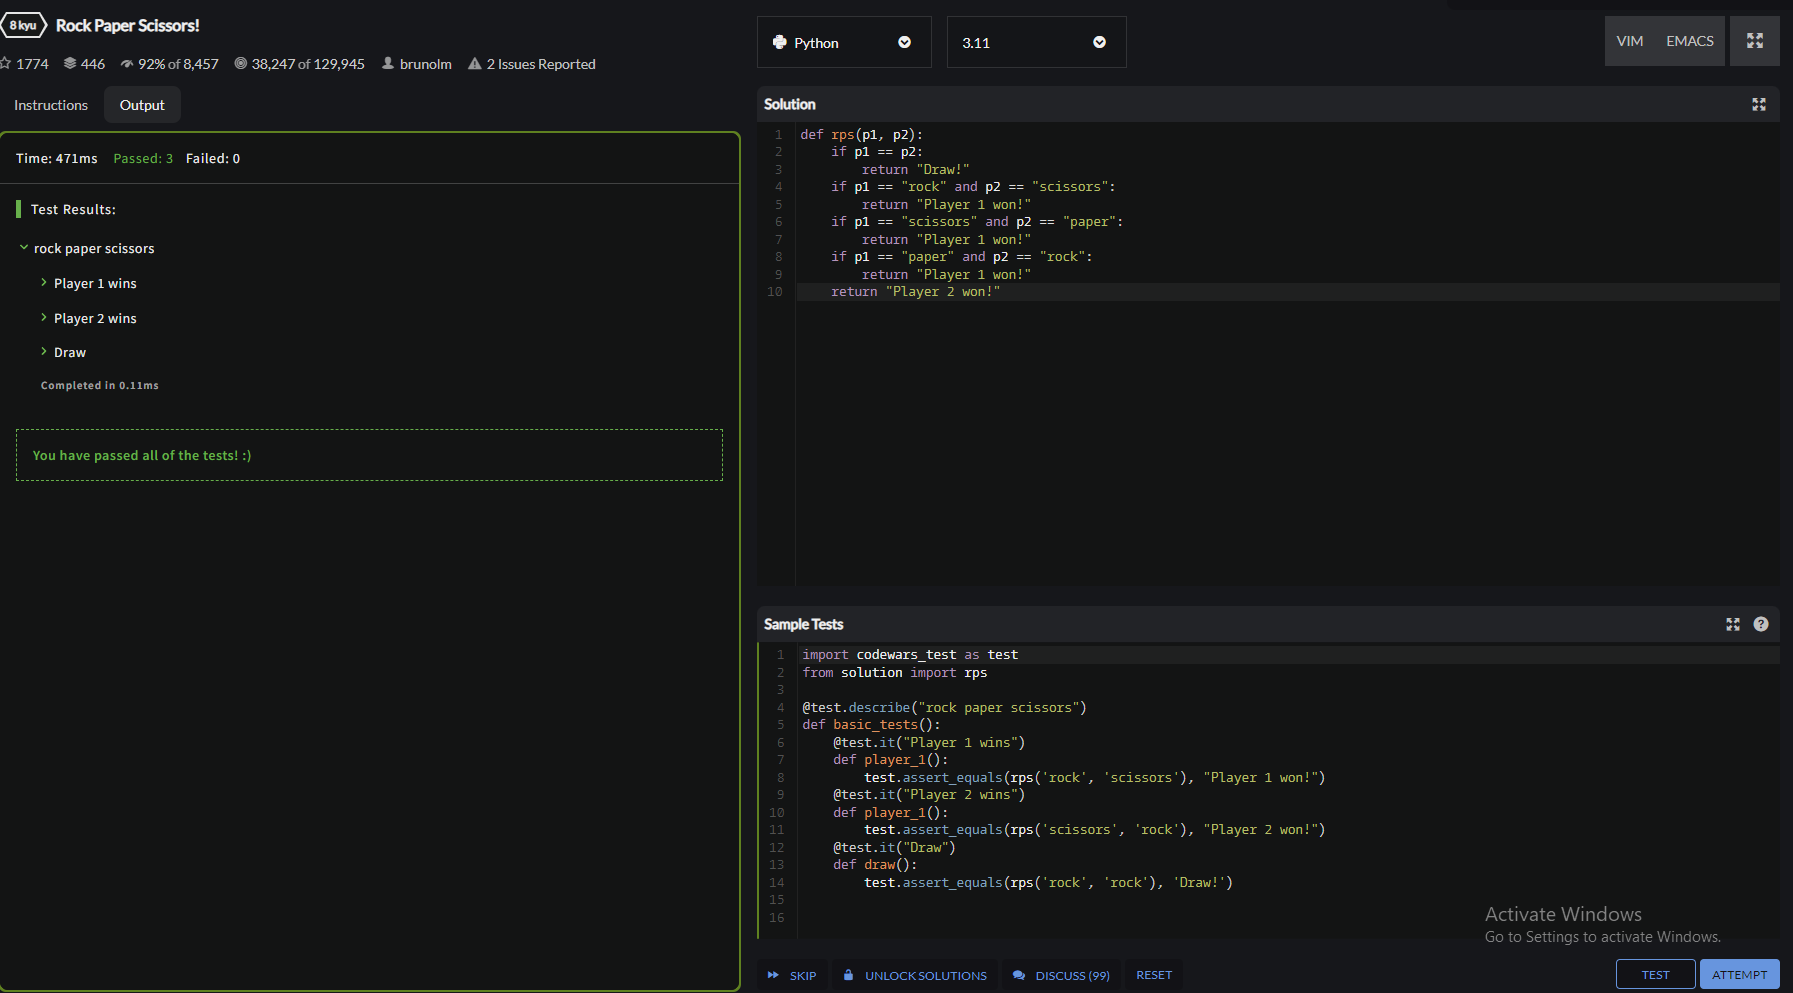 8 kyu Rock Paper Scissors!
1774 446 92% of 8,457 38,247 of 129,945 brunolm 2 Issues Reported
Instructions Output
Time: 471ms Passed: 3 Failed: 0
Test Results:
rock paper scissors
Player 1 wins
Player 2 wins
Draw
Completed in 0.11ms
You have passed all of the tests! :)
Python 3.11 VIM EMACS
Solution
1 def rps(p1, p2):
2     if p1 == p2:
3         return "Draw!"
4     if p1 == "rock" and p2 == "scissors":
5         return "Player 1 won!"
6     if p1 == "scissors" and p2 == "paper":
7         return "Player 1 won!"
8     if p1 == "paper" and p2 == "rock":
9         return "Player 1 won!"
10     return "Player 2 won!"
Sample Tests ?
1 import codewars_test as test
2 from solution import rps
3
4 @test.describe("rock paper scissors")
5 def basic_tests():
6     @test.it("Player 1 wins")
7     def player_1():
8         test.assert_equals(rps('rock', 'scissors'), "Player 1 won!")
9     @test.it("Player 2 wins")
10     def player_1():
11         test.assert_equals(rps('scissors', 'rock'), "Player 2 won!")
12     @test.it("Draw")
13     def draw():
14         test.assert_equals(rps('rock', 'rock'), 'Draw!')
15
16
Activate Windows
Go to Settings to activate Windows.
SKIP UNLOCK SOLUTIONS DISCUSS (99) RESET TEST ATTEMPT